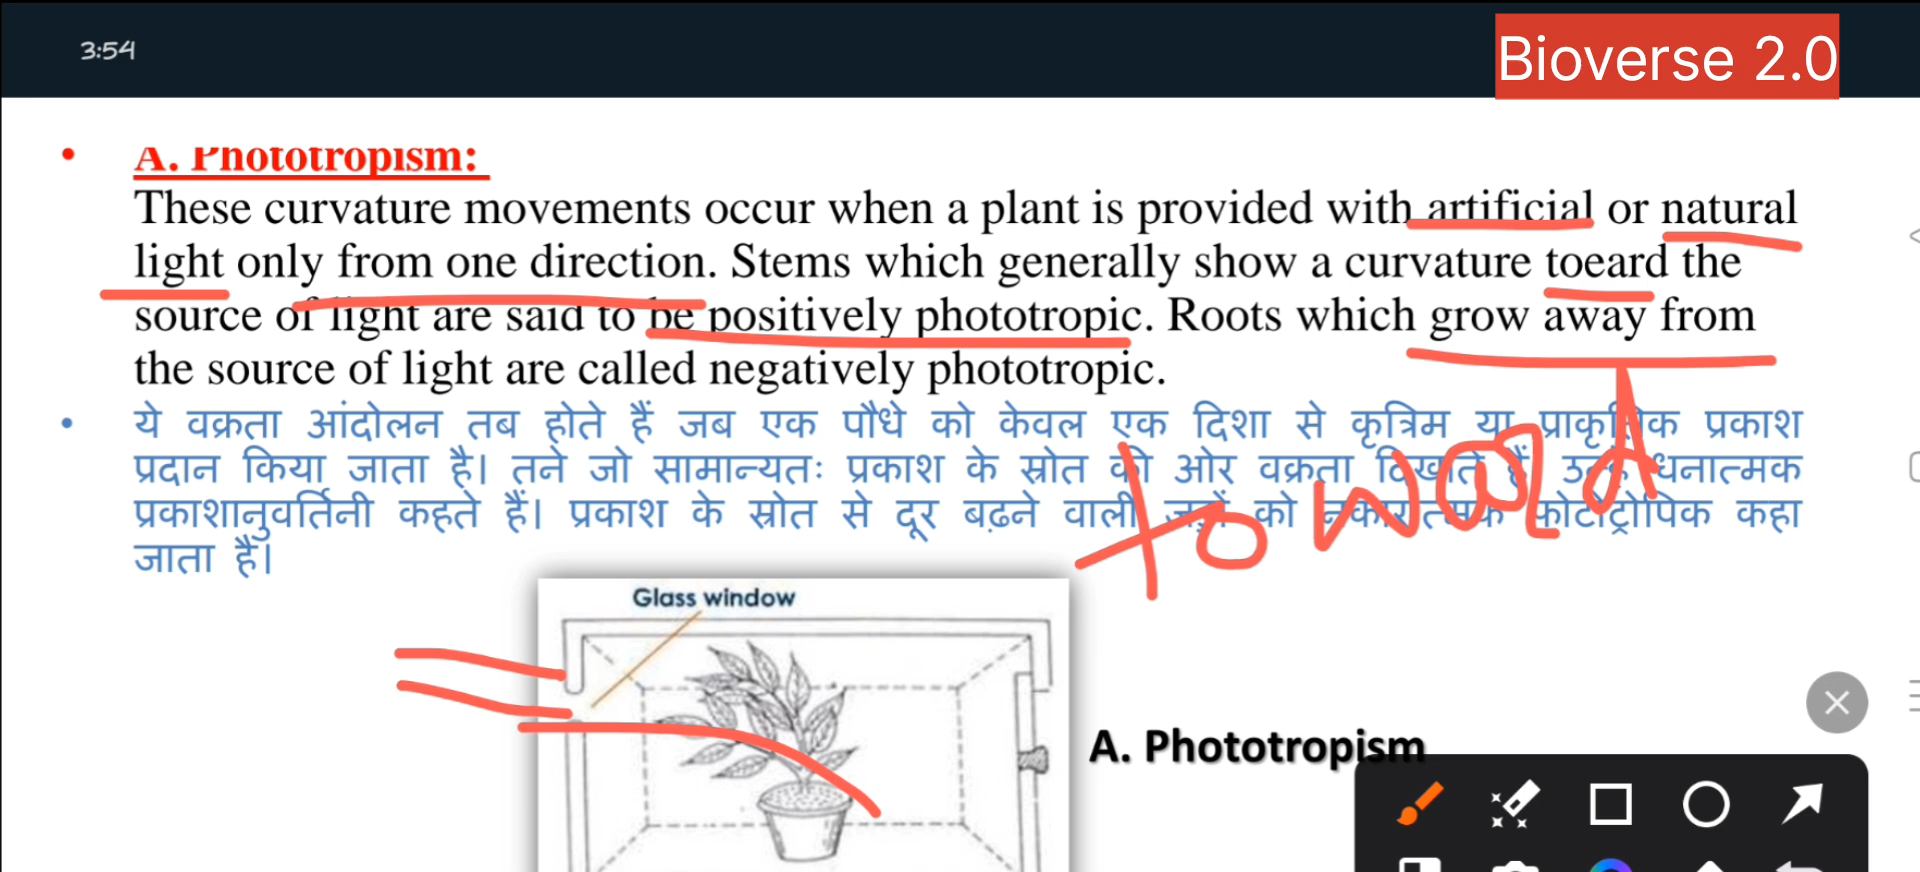 3:54
Bioverse 2.0
• A. Phototropism:
These curvature movements occur when a plant is provided with artificial or natural
light only from one direction. Stems which generally show a curvature toeard the
source of light are said to be positively phototropic. Roots which grow away from
the source of light are called negatively phototropic.
• ये वक्रता आंदोलन तब होते हैं जब एक पौधे को केवल एक दिशा से कृत्रिम या प्राकृतिक प्रकाश
प्रदान किया जाता है। तने जो सामान्यतः प्रकाश के स्रोत की ओर वक्रता दिखाते हैं उन्हें धनात्मक
प्रकाशानुवर्तिनी कहते हैं। प्रकाश के स्रोत से दूर बढ़ने वाली जड़ों को नकारात्मक फोटोट्रोपिक कहा
जाता है।
toward
Glass window
A. Phototropism